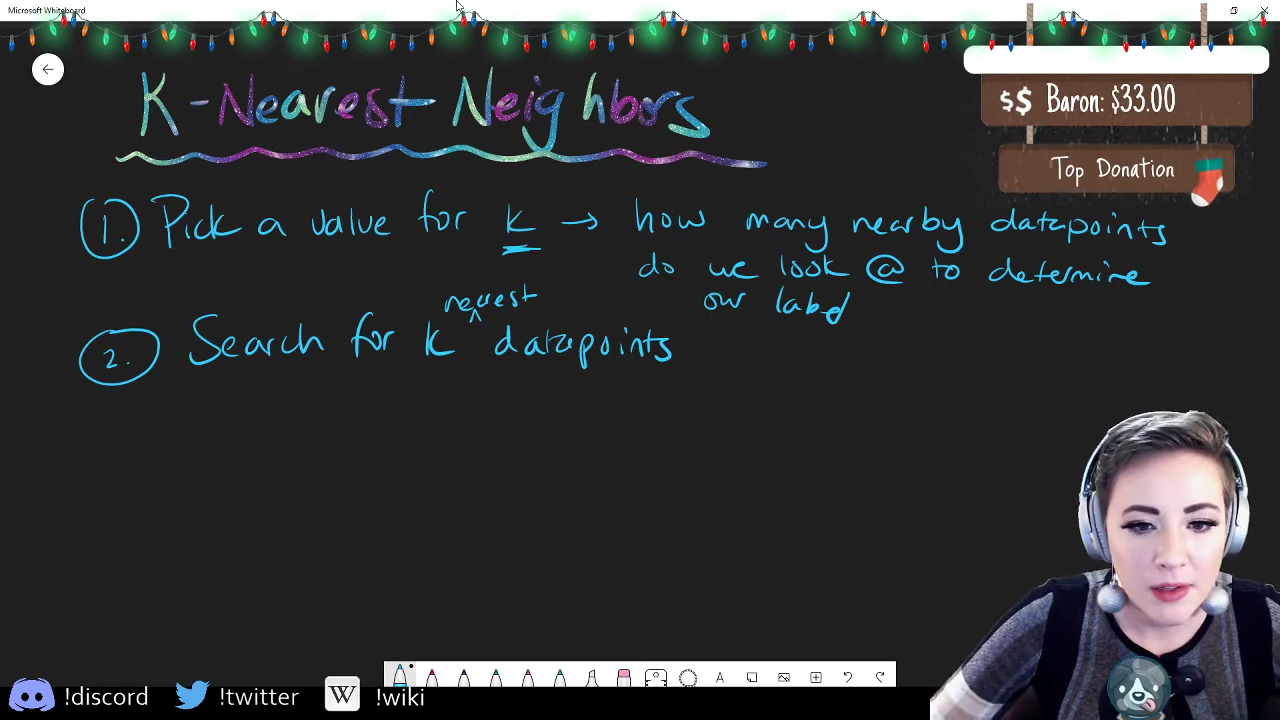 Microsoft Whiteboard
K-Nearest-Neighbors
$$ Baron: $33.00
Top Donation
1. Pick a value for k → how many nearby datapoints
do we look @ to determine
our label
nearest
2. Search for k ^ datapoints
!discord
!twitter
W !wiki